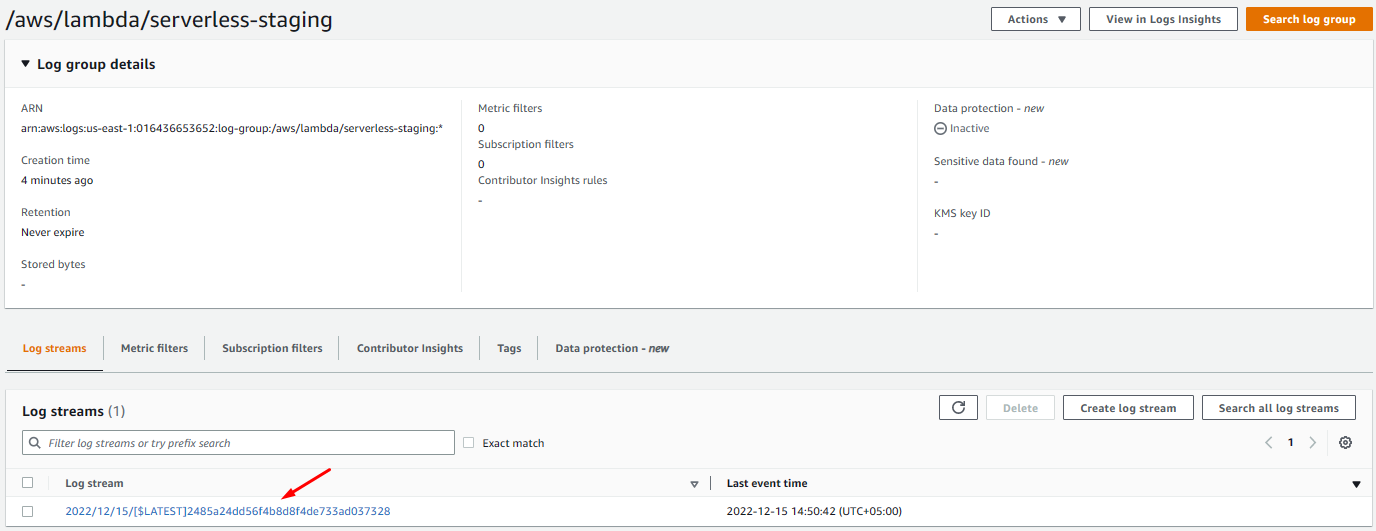 /aws/lambda/serverless-staging
Actions ▼ View in Logs Insights Search log group
▼ Log group details
ARN
arn:aws:logs:us-east-1:016436653652:log-group:/aws/lambda/serverless-staging:*
Creation time
4 minutes ago
Retention
Never expire
Stored bytes
-
Metric filters
0
Subscription filters
0
Contributor Insights rules
-
Data protection - new
Inactive
Sensitive data found - new
-
KMS key ID
-
Log streams Metric filters Subscription filters Contributor Insights Tags Data protection - new
Log streams (1) Delete Create log stream Search all log streams
Filter log streams or try prefix search Exact match 1
Log stream Last event time
2022/12/15/[$LATEST]2485a24dd56f4b8d8f4de733ad037328 2022-12-15 14:50:42 (UTC+05:00)